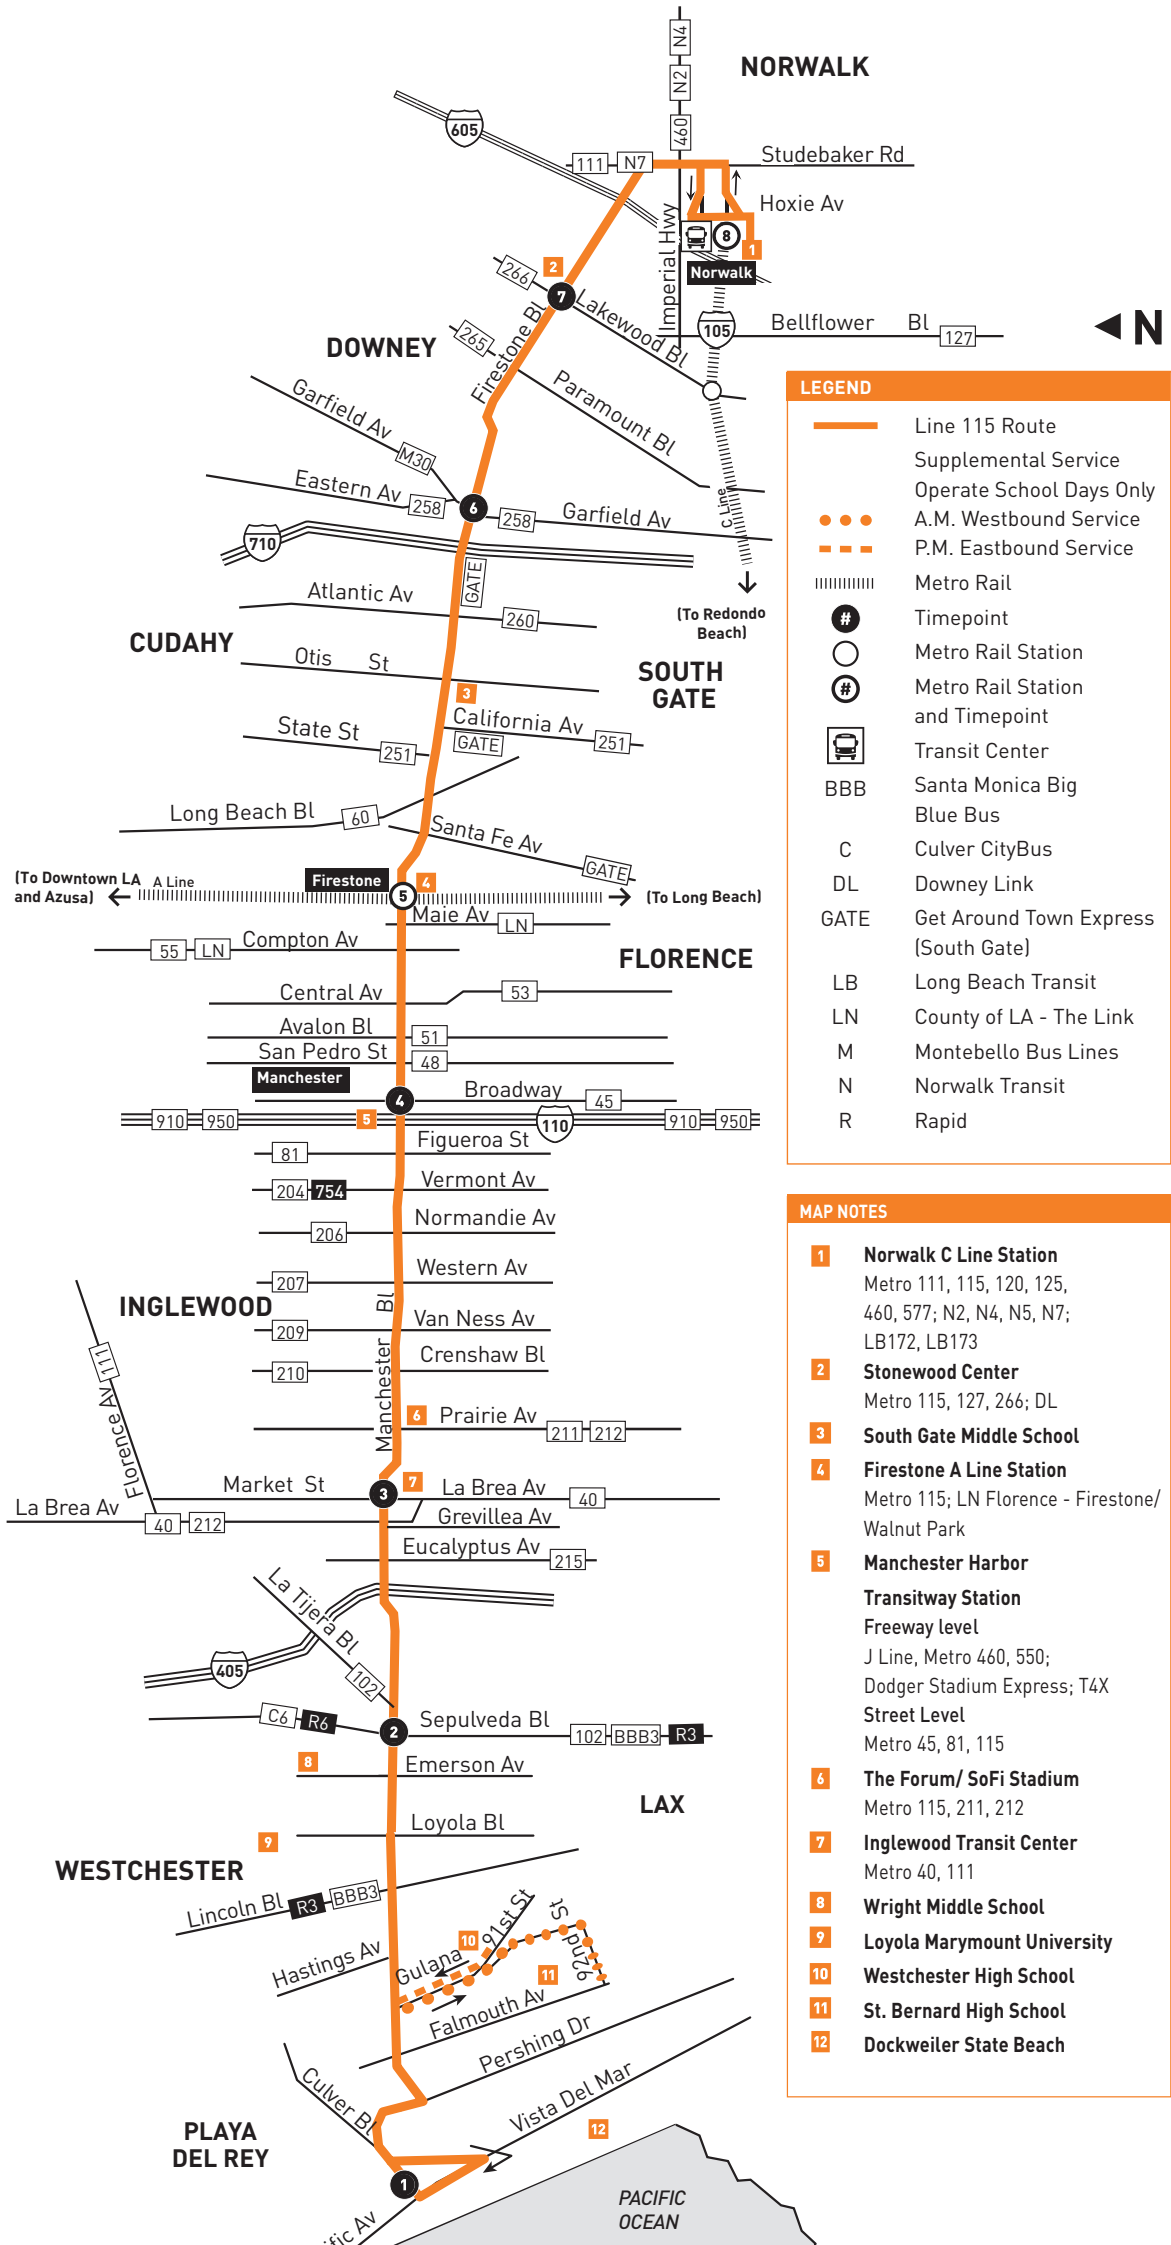 N4
N2
460
NORWALK
605
111
N7
Studebaker Rd
Hoxie Av
Imperial Hwy
8
1
Norwalk
266
2
7
Lakewood Bl
105
Bellflower Bl
127
N
265
Firestone Bl
DOWNEY
Paramount Bl
Garfield Av
M30
Eastern Av
258
6
258
Garfield Av
C Line
710
GATE
Atlantic Av
260
(To Redondo
Beach)
CUDAHY
Otis St
SOUTH
GATE
3
State St
251
California Av
GATE
251
Long Beach Bl
60
Santa Fe Av
GATE
(To Downtown LA
and Azusa)
A Line
Firestone
4
5
(To Long Beach)
Maie Av
LN
55
LN
Compton Av
FLORENCE
Central Av
53
Avalon Bl
51
San Pedro St
48
Manchester
4
Broadway
45
910
950
5
110
910
950
Figueroa St
81
Vermont Av
204
754
Normandie Av
206
Western Av
207
INGLEWOOD
Manchester Bl
Van Ness Av
209
Crenshaw Bl
210
111
Florence Av
6
Prairie Av
211
212
Market St
3
7
La Brea Av
40
La Brea Av
40
212
Grevillea Av
Eucalyptus Av
215
La Tijera Bl
405
102
C6
R6
2
Sepulveda Bl
102
BBB3
R3
8
Emerson Av
LAX
Loyola Bl
9
WESTCHESTER
Lincoln Bl
R3
BBB3
Hastings Av
Gulana
10
91st St
92nd St
11
Falmouth Av
Pershing Dr
Culver Bl
Vista Del Mar
12
PLAYA
DEL REY
1
ific Av
PACIFIC
OCEAN
LEGEND
Line 115 Route
Supplemental Service
Operate School Days Only
A.M. Westbound Service
P.M. Eastbound Service
Metro Rail
# Timepoint
Metro Rail Station
# Metro Rail Station
and Timepoint
Transit Center
BBB Santa Monica Big
Blue Bus
C Culver CityBus
DL Downey Link
GATE Get Around Town Express
(South Gate)
LB Long Beach Transit
LN County of LA - The Link
M Montebello Bus Lines
N Norwalk Transit
R Rapid
MAP NOTES
1 Norwalk C Line Station
Metro 111, 115, 120, 125,
460, 577; N2, N4, N5, N7;
LB172, LB173
2 Stonewood Center
Metro 115, 127, 266; DL
3 South Gate Middle School
4 Firestone A Line Station
Metro 115; LN Florence - Firestone/
Walnut Park
5 Manchester Harbor
Transitway Station
Freeway level
J Line, Metro 460, 550;
Dodger Stadium Express; T4X
Street Level
Metro 45, 81, 115
6 The Forum/ SoFi Stadium
Metro 115, 211, 212
7 Inglewood Transit Center
Metro 40, 111
8 Wright Middle School
9 Loyola Marymount University
10 Westchester High School
11 St. Bernard High School
12 Dockweiler State Beach